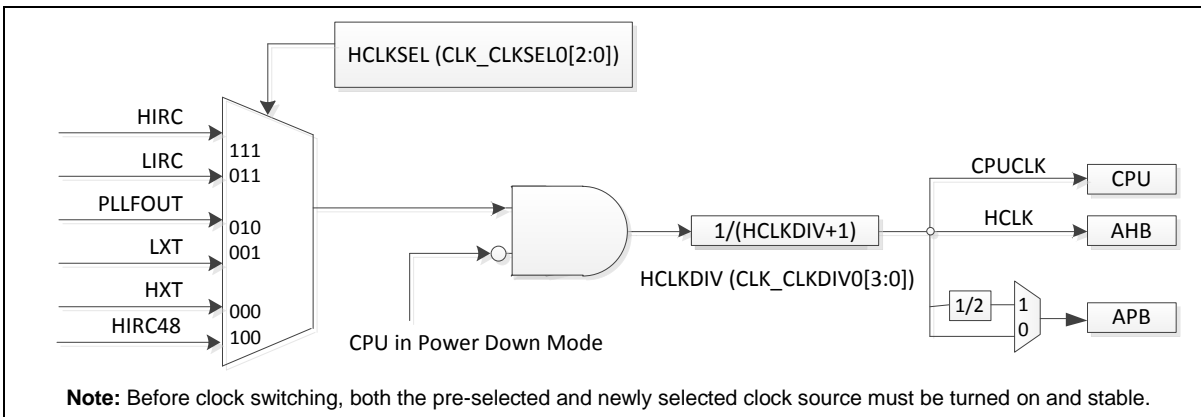 HCLKSEL (CLK_CLKSEL0[2:0])
HIRC
111
LIRC
011
PLLFOUT
010
LXT
001
HXT
000
HIRC48
100
CPU in Power Down Mode
1/(HCLKDIV+1)
HCLKDIV (CLK_CLKDIV0[3:0])
CPUCLK
CPU
HCLK
AHB
1/2
1
0
APB
Note: Before clock switching, both the pre-selected and newly selected clock source must be turned on and stable.